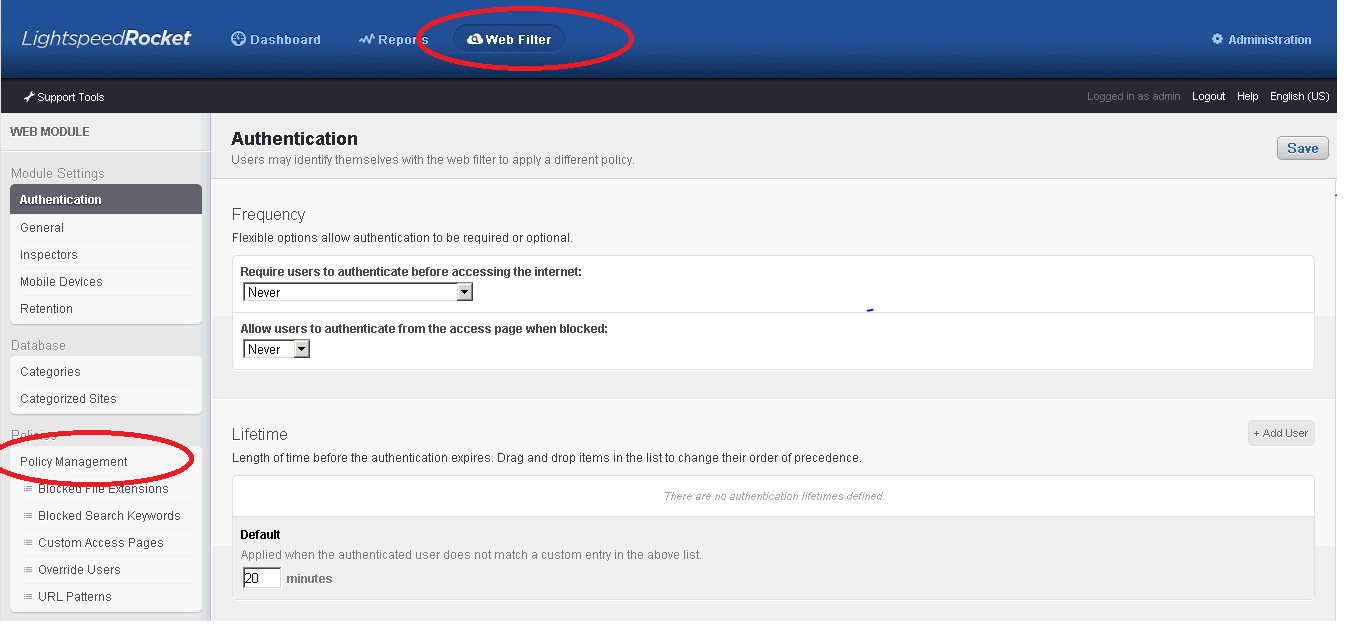 LightspeedRocket Dashboard Reports Web Filter Administration
Support Tools Logged in as admin Logout Help English (US)
WEB MODULE
Module Settings
Authentication
General
Inspectors
Mobile Devices
Retention
Database
Categories
Categorized Sites
Policies
Policy Management
Blocked File Extensions
Blocked Search Keywords
Custom Access Pages
Override Users
URL Patterns
Authentication
Users may identify themselves with the web filter to apply a different policy.
Save
Frequency
Flexible options allow authentication to be required or optional.
Require users to authenticate before accessing the internet:
Never
Allow users to authenticate from the access page when blocked:
Never
Lifetime
+ Add User
Length of time before the authentication expires. Drag and drop items in the list to change their order of precedence.
There are no authentication lifetimes defined.
Default
Applied when the authenticated user does not match a custom entry in the above list.
20 minutes